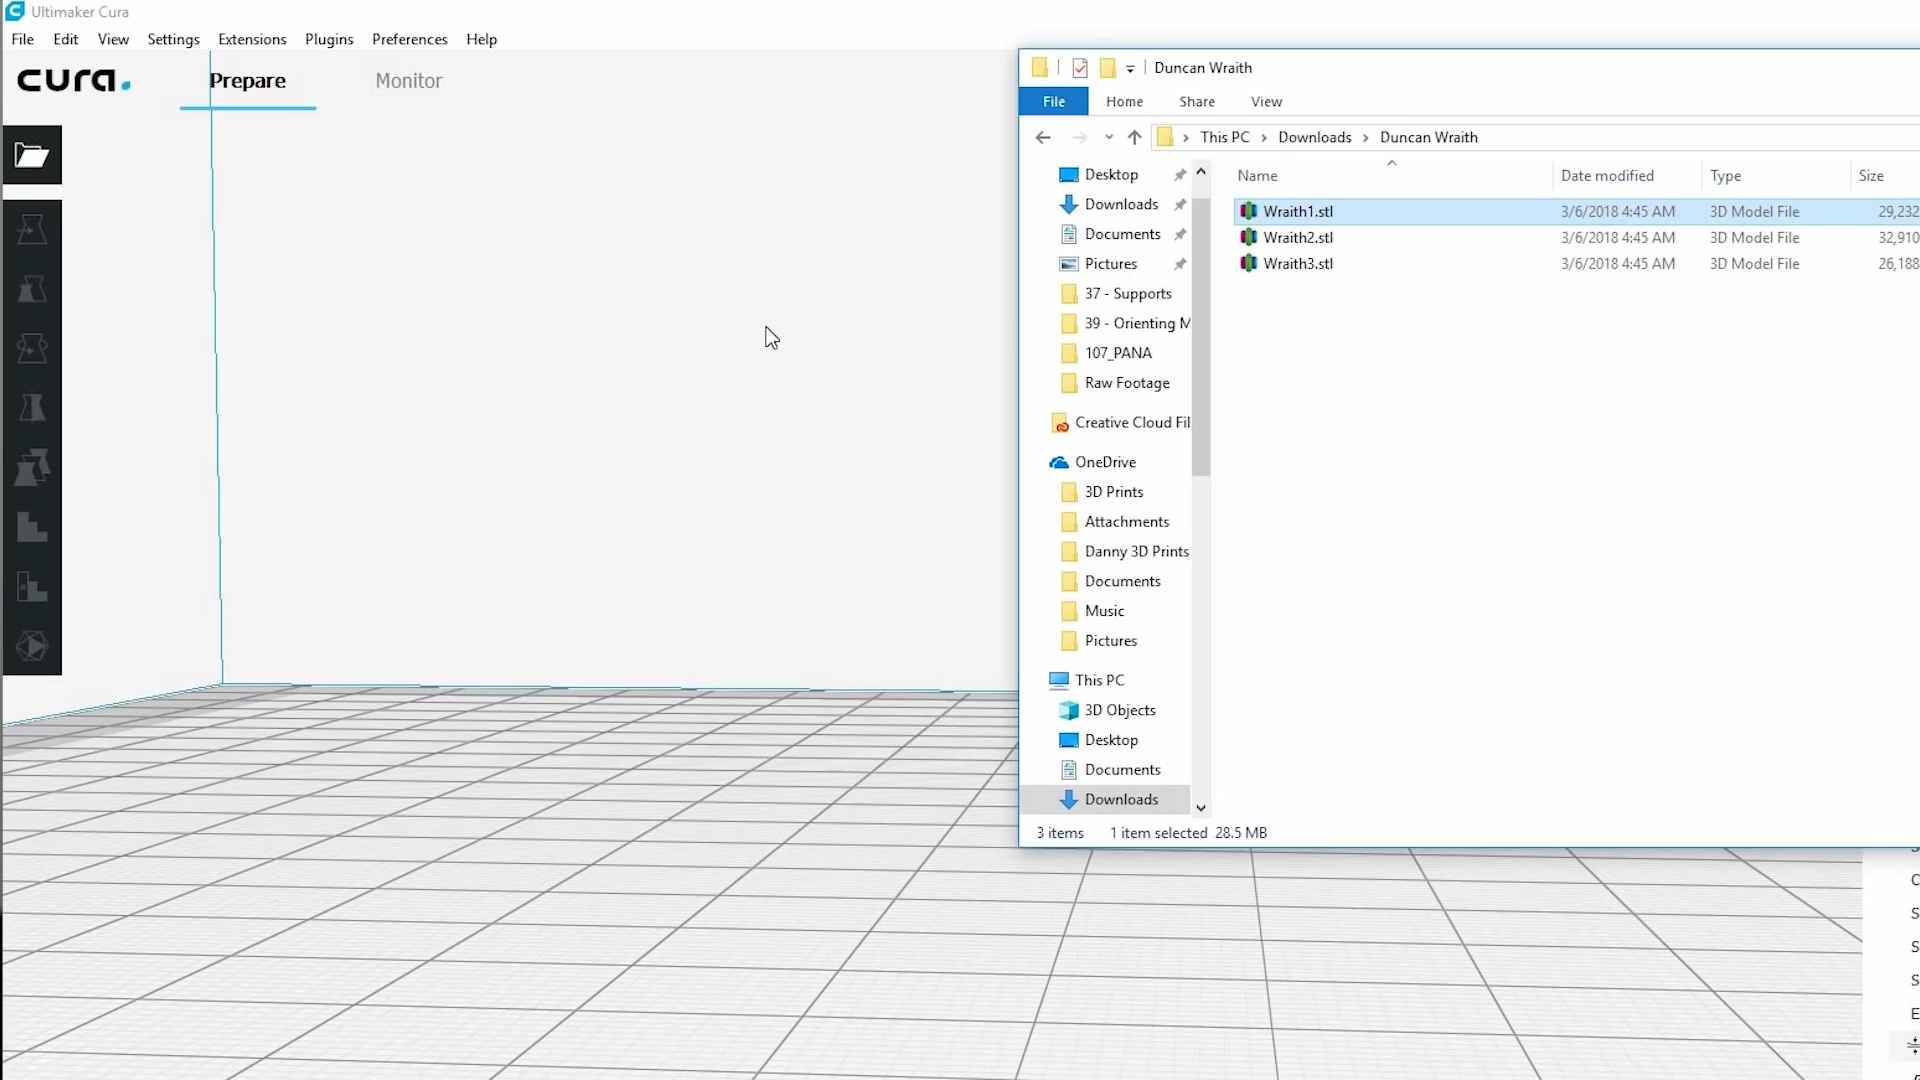 Ultimaker Cura
File Edit View Settings Extensions Plugins Preferences Help
cura. Prepare Monitor
Duncan Wraith
File Home Share View
This PC Downloads Duncan Wraith
Name Date modified Type Size
Wraith1.stl 3/6/2018 4:45 AM 3D Model File 29,232
Wraith2.stl 3/6/2018 4:45 AM 3D Model File 32,910
Wraith3.stl 3/6/2018 4:45 AM 3D Model File 26,188
Desktop
Downloads
Documents
Pictures
37 - Supports
39 - Orienting M
107_PANA
Raw Footage
Creative Cloud Fil
OneDrive
3D Prints
Attachments
Danny 3D Prints
Documents
Music
Pictures
This PC
3D Objects
Desktop
Documents
Downloads
3 items 1 item selected 28.5 MB
C
S
S
S
E